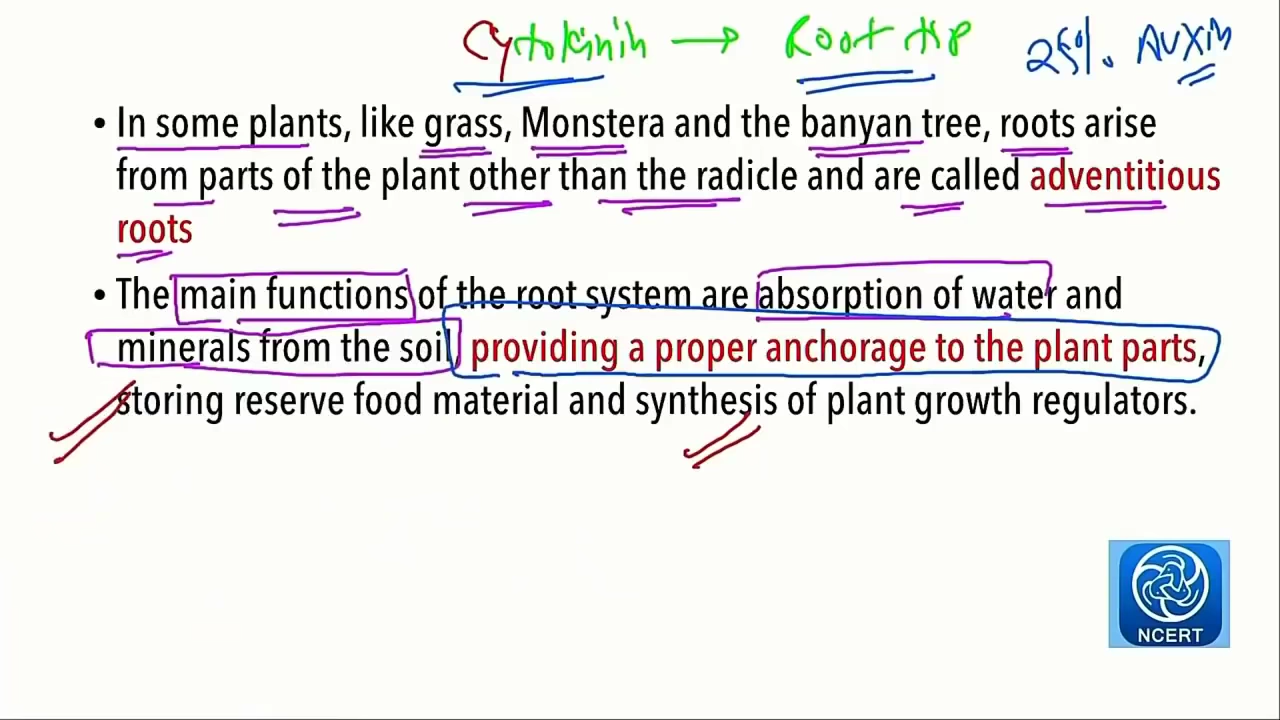 Cytokinin → Root tip 25%. Auxin
• In some plants, like grass, Monstera and the banyan tree, roots arise
from parts of the plant other than the radicle and are called adventitious
roots
• The main functions of the root system are absorption of water and
minerals from the soil, providing a proper anchorage to the plant parts,
storing reserve food material and synthesis of plant growth regulators.
NCERT